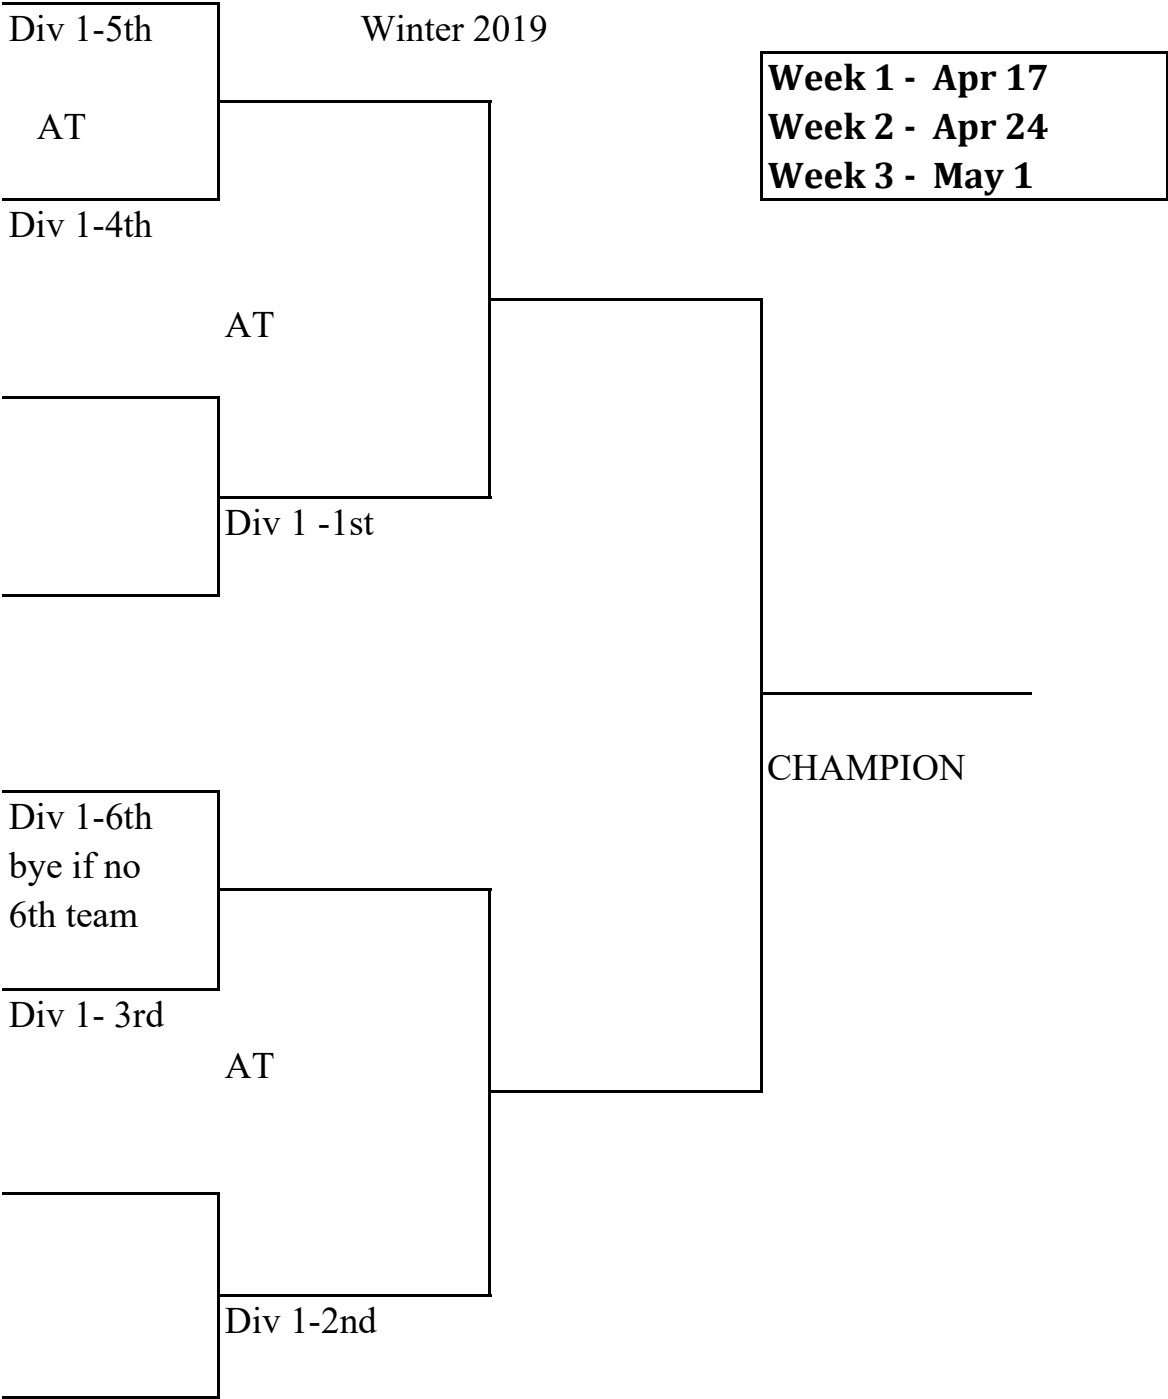 Div 1-5th
Winter 2019
Week 1 - Apr 17
AT
Week 2 - Apr 24
Week 3 - May 1
Div 1-4th
AT
Div 1 -1st
CHAMPION
Div 1-6th
bye if no
6th team
Div 1- 3rd
AT
Div 1-2nd